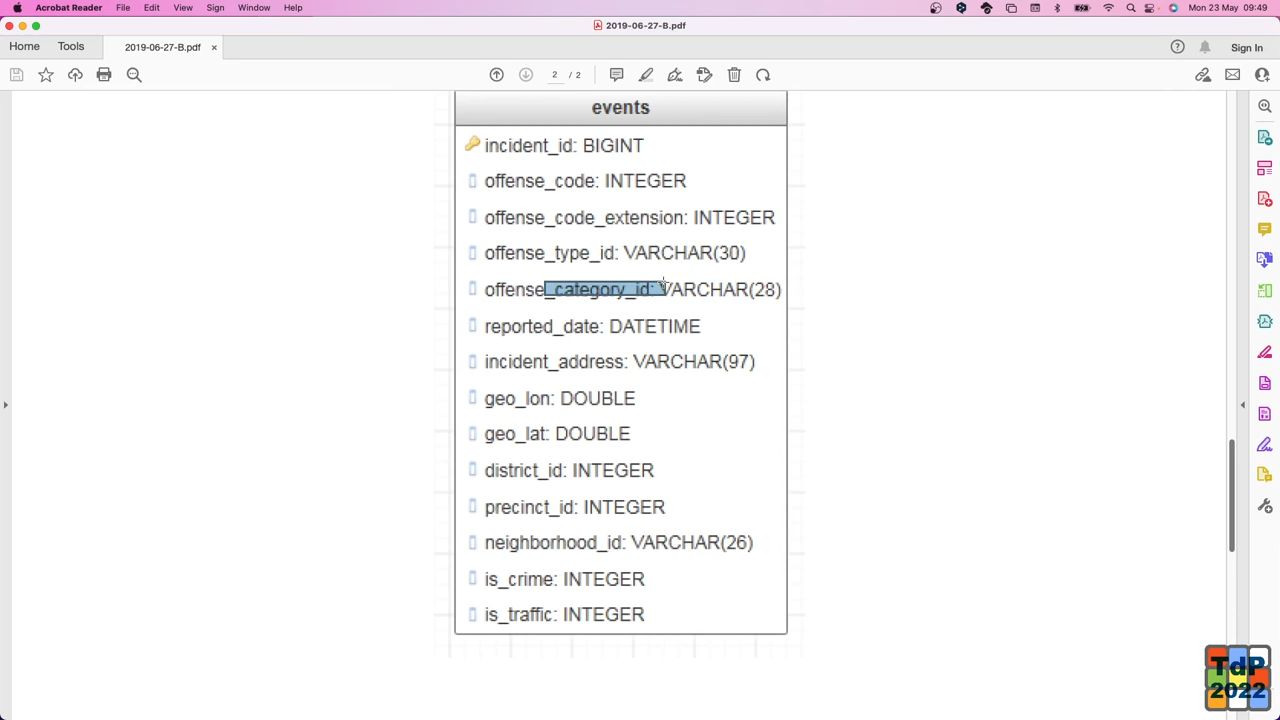 Acrobat Reader File Edit View Sign Window Help Mon 23 May 09:49
2019-06-27-B.pdf
Home Tools 2019-06-27-B.pdf × Sign In
2 / 2
events
incident_id: BIGINT
offense_code: INTEGER
offense_code_extension: INTEGER
offense_type_id: VARCHAR(30)
offense_category_id: VARCHAR(28)
reported_date: DATETIME
incident_address: VARCHAR(97)
geo_lon: DOUBLE
geo_lat: DOUBLE
district_id: INTEGER
precinct_id: INTEGER
neighborhood_id: VARCHAR(26)
is_crime: INTEGER
is_traffic: INTEGER
TdP
2022